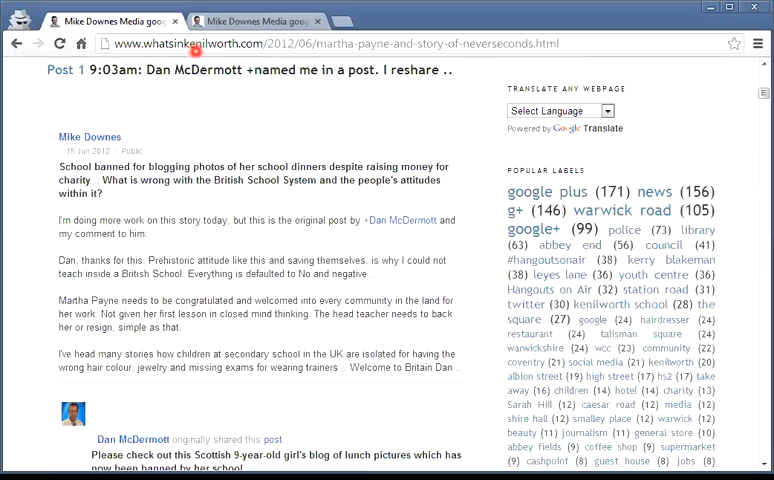 Mike Downes Media goog
Mike Downes Media goog
www.whatsinkenilworth.com/2012/06/martha-payne-and-story-of-neverseconds.html
Post 1 9:03am: Dan McDermott +named me in a post. I reshare ..
Mike Downes
15 Jun 2012 - Public
School banned for blogging photos of her school dinners despite raising money for
charity .. What is wrong with the British School System and the people's attitudes
within it?
I'm doing more work on this story today, but this is the original post by +Dan McDermott and
my comment to him.
Dan, thanks for this. Prehistoric attitude like this and saving themselves, is why I could not
teach inside a British School. Everything is defaulted to No and negative ..
Martha Payne needs to be congratulated and welcomed into every community in the land for
her work. Not given her first lesson in closed mind thinking. The head teacher needs to back
her or resign, simple as that.
I've head many stories how children at secondary school in the UK are isolated for having the
wrong hair colour, jewelry and missing exams for wearing trainers .. Welcome to Britain Dan ..
Dan McDermott originally shared this post
Please check out this Scottish 9-year-old girl's blog of lunch pictures which has
now been banned by her school
TRANSLATE ANY WEBPAGE
Select Language
Powered by Google Translate
POPULAR LABELS
google plus (171) news (156)
g+ (146) warwick road (105)
google+ (99) police (73) library
(63) abbey end (56) council (41)
#hangoutsonair (38) kerry blakeman
(38) leyes lane (36) youth centre (36)
Hangouts on Air (32) station road (31)
twitter (30) kenilworth school (28) the
square (27) google (24) hairdresser (24)
restaurant (24) talisman square (24)
warwickshire (24) wcc (23) community (22)
coventry (21) social media (21) kenilworth (20)
albion street (19) high street (17) hs2 (17) take
away (16) children (14) hotel (14) charity (13)
Sarah Hill (12) caesar road (12) media (12)
shire hall (12) smalley place (12) warwick (12)
beauty (11) journalism (11) general store (10)
abbey fields (9) coffee shop (9) supermarket
(9) cashpoint (8) guest house (8) jobs (8)